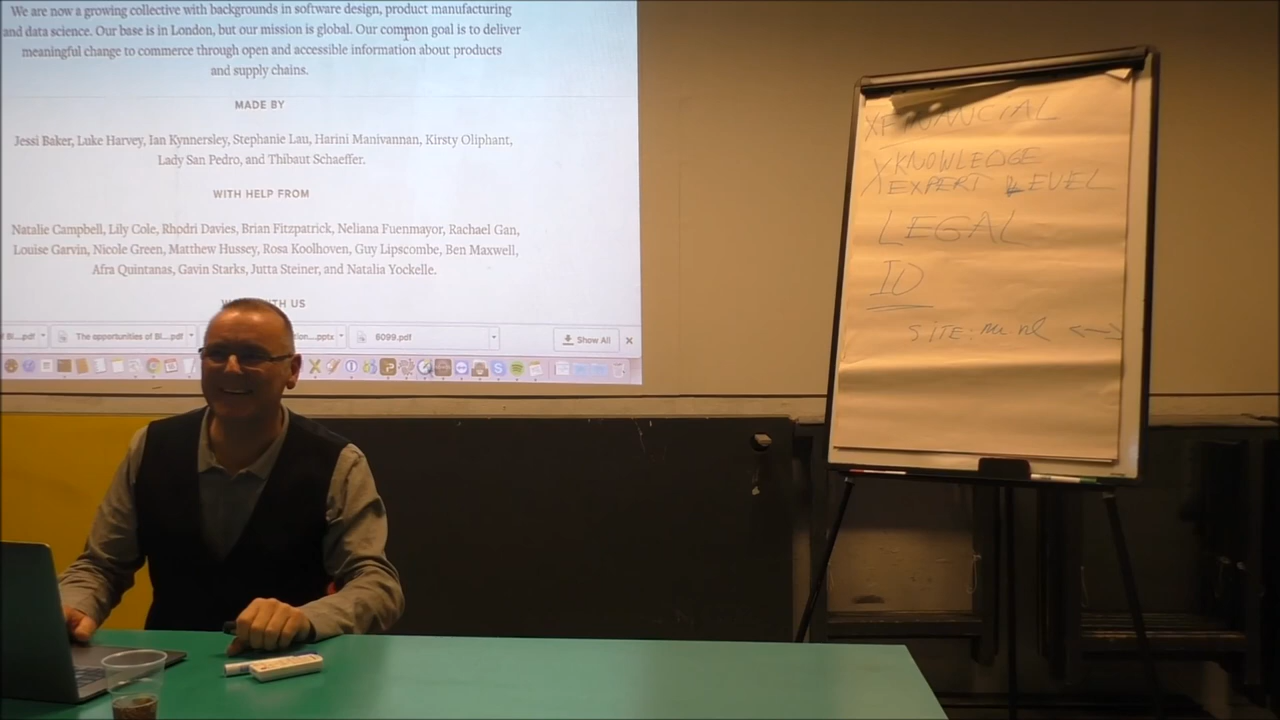 We are now a growing collective with backgrounds in software design, product manufacturing
and data science. Our base is in London, but our mission is global. Our common goal is to deliver
meaningful change to commerce through open and accessible information about products
and supply chains.
MADE BY
Jessi Baker, Luke Harvey, Ian Kynnersley, Stephanie Lau, Harini Manivannan, Kirsty Oliphant,
Lady San Pedro, and Thibaut Schaeffer.
WITH HELP FROM
Natalie Campbell, Lily Cole, Rhodri Davies, Brian Fitzpatrick, Neliana Fuenmayor, Rachael Gan,
Louise Garvin, Nicole Green, Matthew Hussey, Rosa Koolhoven, Guy Lipscombe, Ben Maxwell,
Afra Quintanas, Gavin Starks, Jutta Steiner, and Natalia Yockelle.
US
The opportunities of Bl....pdf
6099.pdf
Show All
X FINANCIAL
X KNOWLEDGE
EXPERT LEVEL
LEGAL
ID